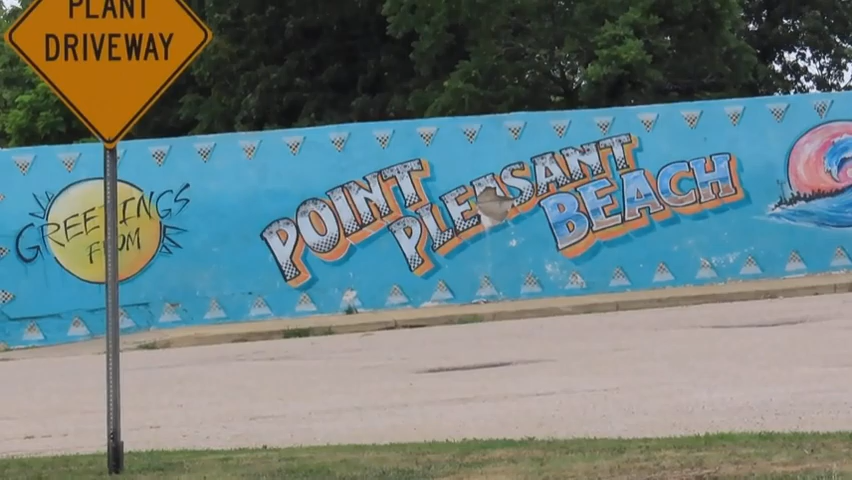 PLANT
DRIVEWAY
GREETINGS
FROM
POINT
PLEASANT
BEACH